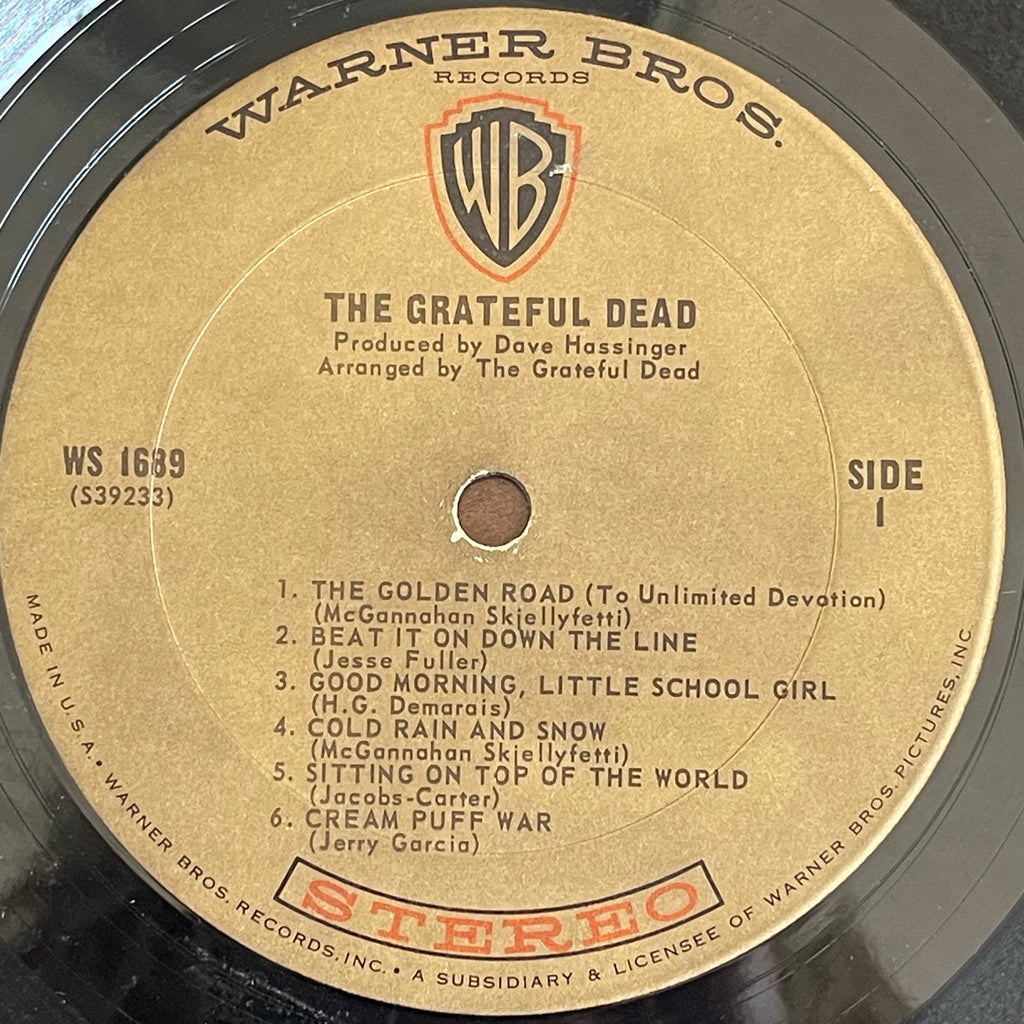 WARNER BROS.
RECORDS
WB
THE GRATEFUL DEAD
Produced by Dave Hassinger
Arranged by The Grateful Dead
WS 1689
(S39233)
SIDE
1
1. THE GOLDEN ROAD (To Unlimited Devotion)
(McGannahan Skjellyfetti)
2. BEAT IT ON DOWN THE LINE
(Jesse Fuller)
3. GOOD MORNING, LITTLE SCHOOL GIRL
(H.G. Demarais)
4. COLD RAIN AND SNOW
(McGannahan Skjellyfetti)
5. SITTING ON TOP OF THE WORLD
(Jacobs-Carter)
6. CREAM PUFF WAR
(Jerry Garcia)
STEREO
MADE IN U.S.A. • WARNER BROS. RECORDS, INC. • A SUBSIDIARY & LICENSEE OF WARNER BROS. PICTURES, INC.